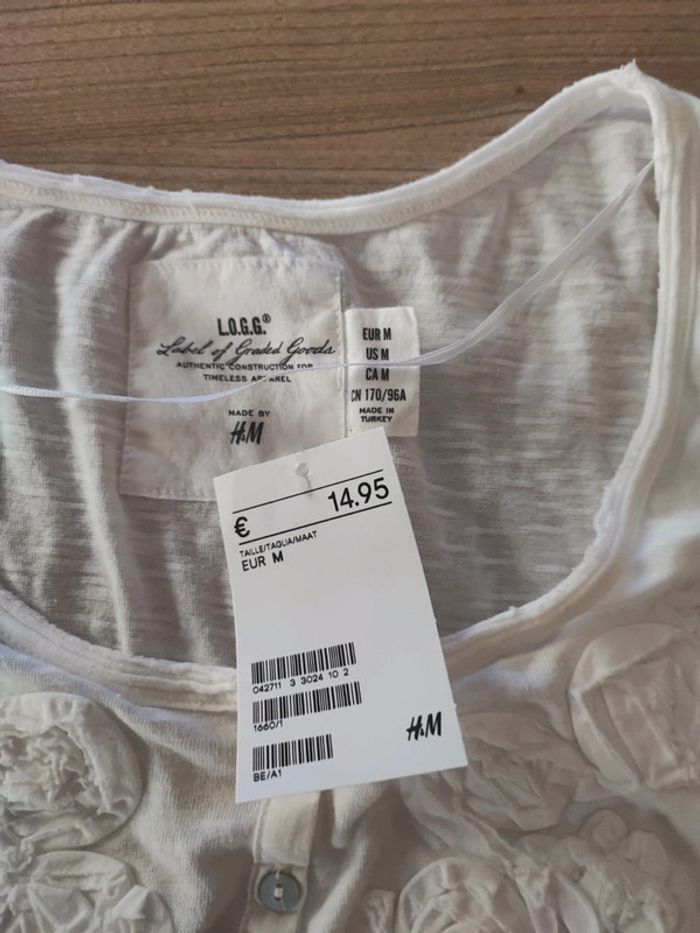 L.O.G.G.®
Label of Graded Goods
AUTHENTIC CONSTRUCTION FOR
TIMELESS APPAREL
MADE BY
H&M
EUR M
US M
CA M
CN 170/96A
MADE IN
TURKEY
€ 14.95
TAILLE/TAGLIA/MAAT
EUR M
042711 3 3024 10 2
1660/1
BE/A1
H&M